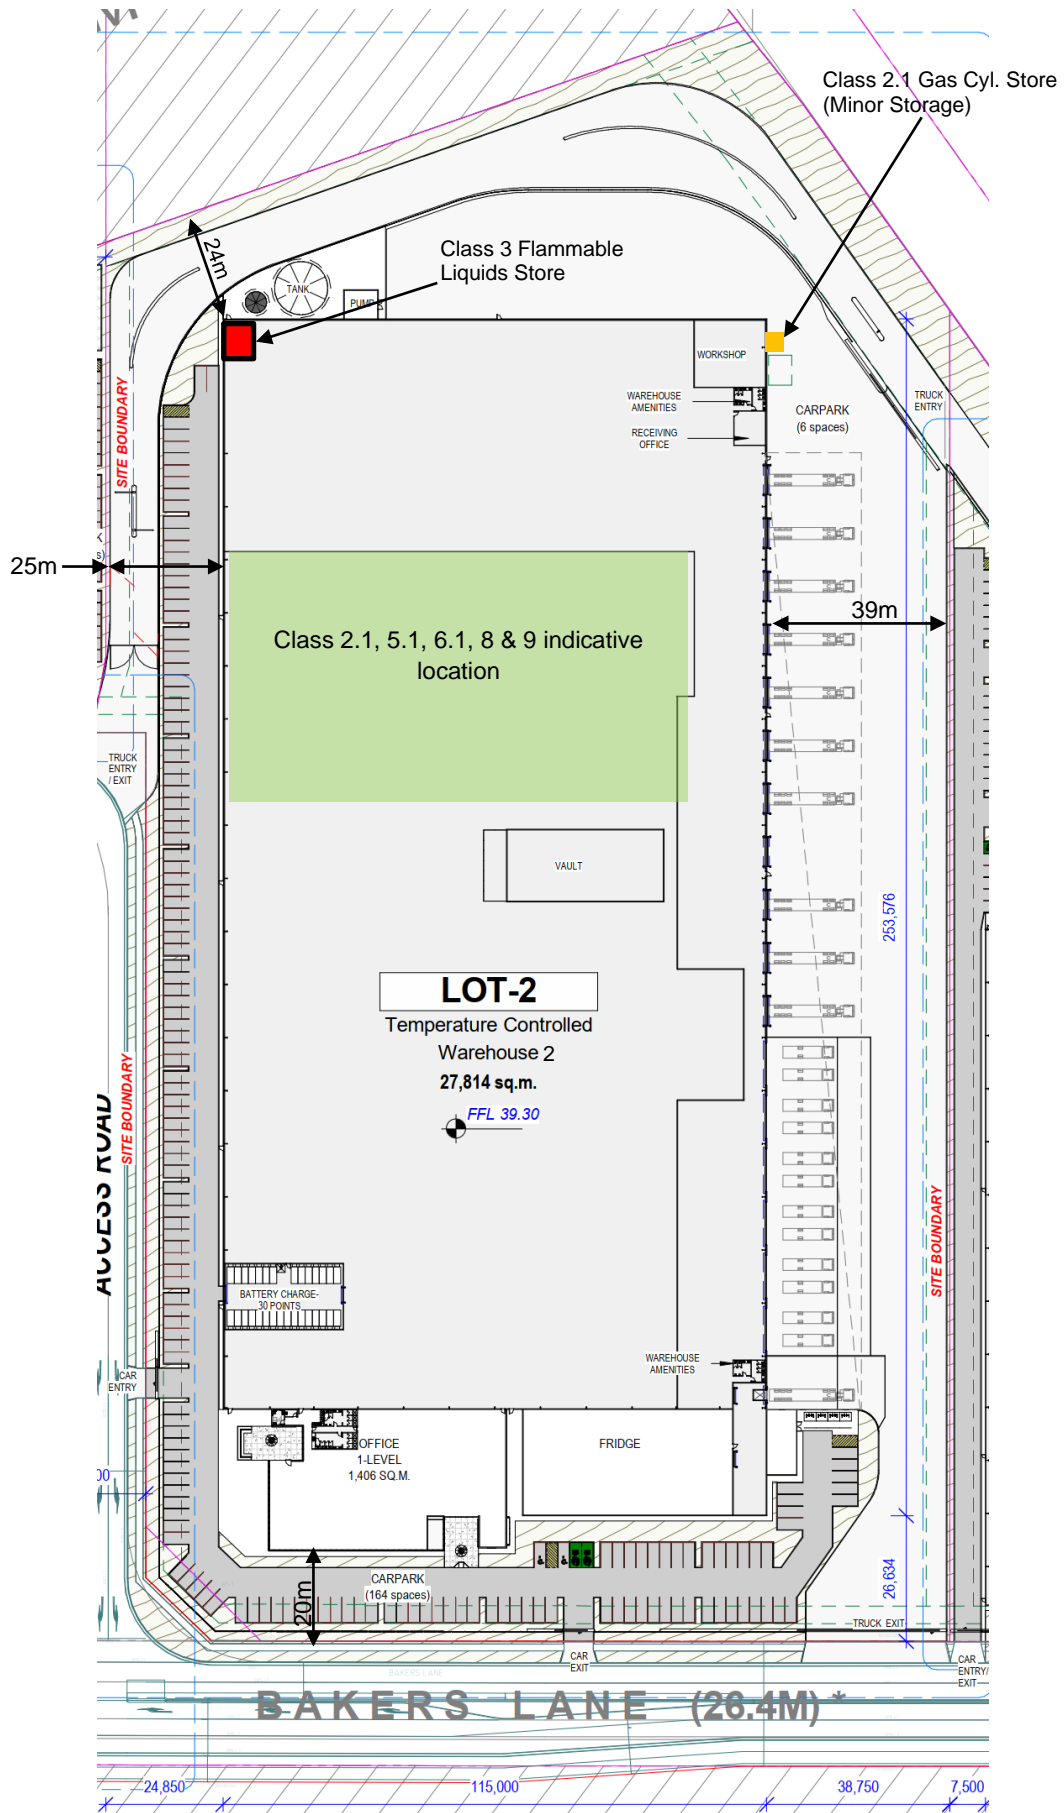 Class 2.1 Gas Cyl. Store
(Minor Storage)
24m
Class 3 Flammable
Liquids Store
TANK
PUMP
WORKSHOP
WAREHOUSE
AMENITIES
RECEIVING
OFFICE
CARPARK
(6 spaces)
TRUCK
ENTRY
SITE BOUNDARY
25m
39m
Class 2.1, 5.1, 6.1, 8 & 9 indicative
location
TRUCK
ENTRY
/ EXIT
VAULT
253,576
LOT-2
Temperature Controlled
Warehouse 2
27,814 sq.m.
FFL 39.30
ACCESS ROAD
SITE BOUNDARY
SITE BOUNDARY
BATTERY CHARGE-
30 POINTS
WAREHOUSE
AMENITIES
CAR
ENTRY
OFFICE
1-LEVEL
1,406 SQ.M.
FRIDGE
00
20m
CARPARK
(164 spaces)
26,634
TRUCK EXIT
CAR
EXIT
CAR
ENTRY/
EXIT
BAKERS LANE
BAKERS LANE (26.4M) *
24,850
115,000
38,750
7,500